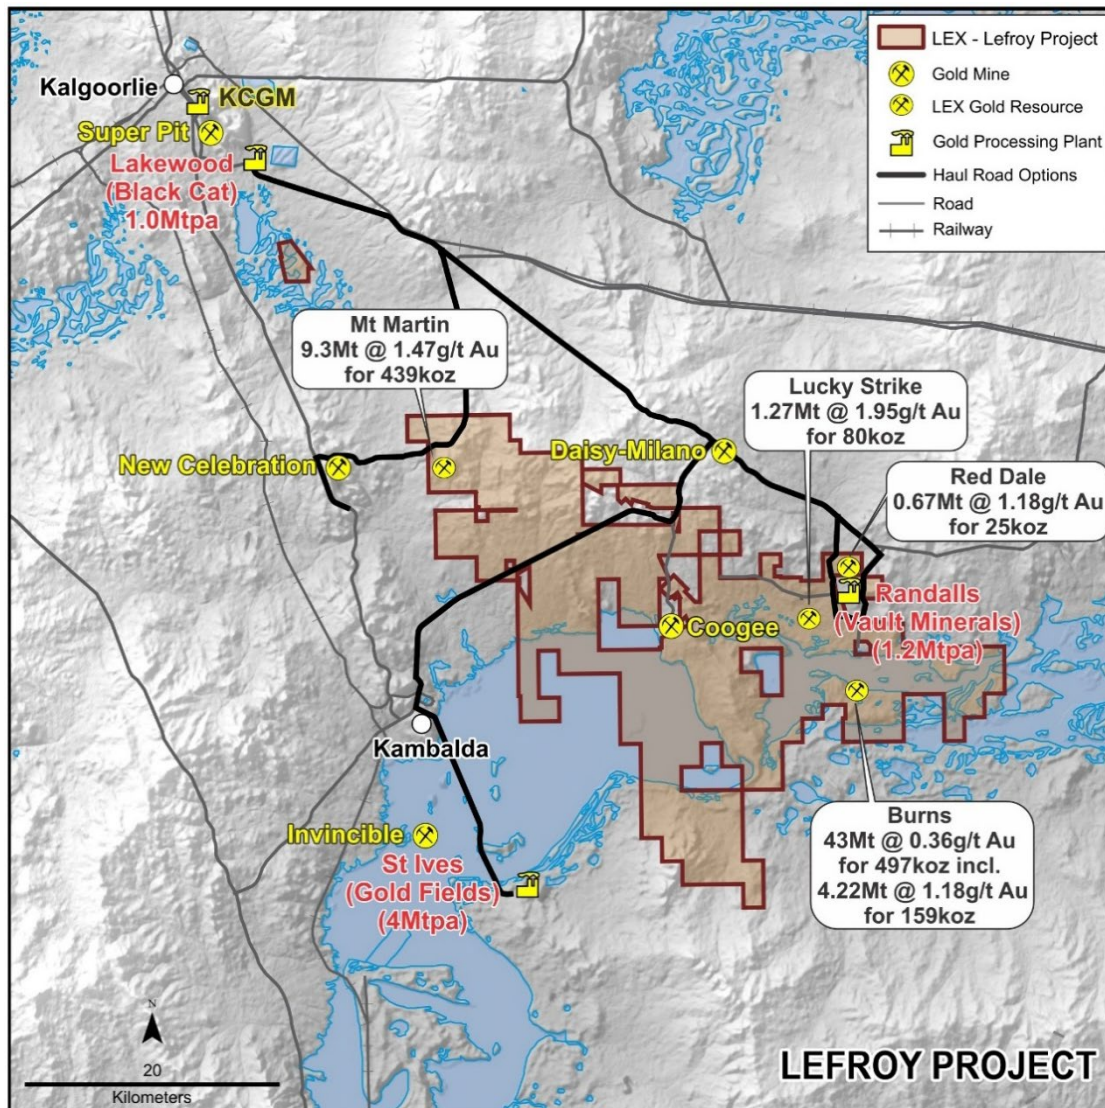 LEX - Lefroy Project
Gold Mine
LEX Gold Resource
Gold Processing Plant
Haul Road Options
Road
Railway
Kalgoorlie
KCGM
Super Pit
Lakewood
(Black Cat)
1.0Mtpa
Mt Martin
9.3Mt @ 1.47g/t Au
for 439koz
Lucky Strike
1.27Mt @ 1.95g/t Au
for 80koz
New Celebration
Daisy-Milano
Red Dale
0.67Mt @ 1.18g/t Au
for 25koz
Randalls
(Vault Minerals)
(1.2Mtpa)
Coogee
Kambalda
Invincible
St Ives
(Gold Fields)
(4Mtpa)
Burns
43Mt @ 0.36g/t Au
for 497koz incl.
4.22Mt @ 1.18g/t Au
for 159koz
N
20
Kilometers
LEFROY PROJECT